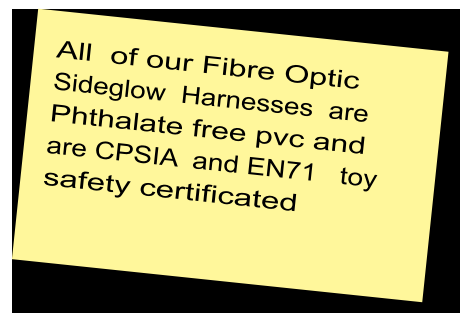 All of our Fibre Optic
Sideglow Harnesses are
Phthalate free pvc and
are CPSIA and EN71 toy
safety certificated